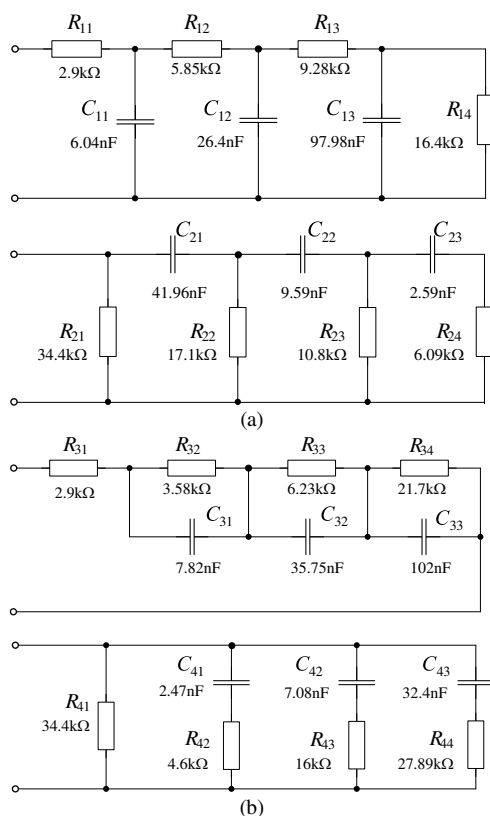 R11 R12 R13
2.9kΩ 5.85kΩ 9.28kΩ
C11 C12 C13 R14
6.04nF 26.4nF 97.98nF 16.4kΩ
C21 C22 C23
41.96nF 9.59nF 2.59nF
R21 R22 R23 R24
34.4kΩ 17.1kΩ 10.8kΩ 6.09kΩ
(a)
R31 R32 R33 R34
2.9kΩ 3.58kΩ 6.23kΩ 21.7kΩ
C31 C32 C33
7.82nF 35.75nF 102nF
C41 C42 C43
2.47nF 7.08nF 32.4nF
R41 R42 R43 R44
34.4kΩ 4.6kΩ 16kΩ 27.89kΩ
(b)